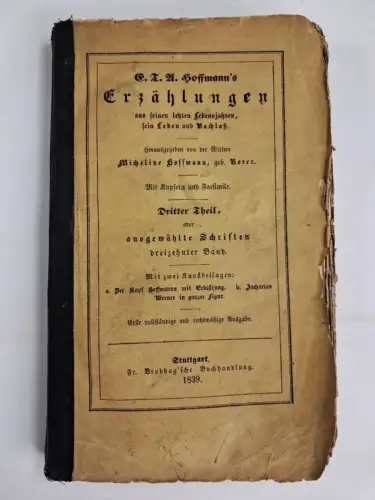 E. T. A. Hoffmann's
Erzählungen
aus seinen letzten Lebensjahren,
sein Leben und Nachlaß.
Herausgegeben von der Wittwe
Micheline Hoffmann, geb. Rorer.
Mit Kupfern und Facsimile.
Dritter Theil,
oder
ausgewählte Schriften
dreizehnter Band.
Mit zwei Kunstbeilagen:
a. Der Kopf Hoffmanns mit Erklärung. b. Zacharias
Werner in ganzer Figur.
Erste vollständige und rechtmäßige Ausgabe.
Stuttgart.
Fr. Brodhag'sche Buchhandlung.
1839.